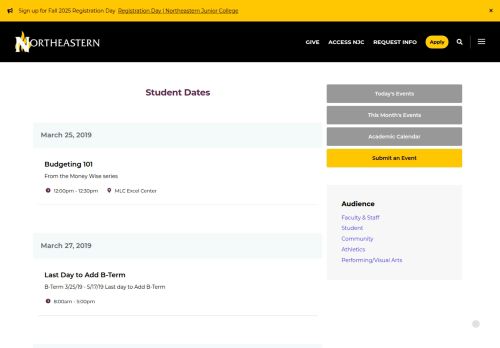 Sign up for Fall 2025 Registration Day Registration Day | Northeastern Junior College ×
NORTHEASTERN GIVE ACCESS NJC REQUEST INFO Apply
Student Dates
March 25, 2019
Budgeting 101
From the Money Wise series
12:00pm - 12:30pm MLC Excel Center
March 27, 2019
Last Day to Add B-Term
B-Term 3/25/19 - 5/17/19 Last day to Add B-Term
8:00am - 5:00pm
Today's Events
This Month's Events
Academic Calendar
Submit an Event
Audience
Faculty & Staff
Student
Community
Athletics
Performing/Visual Arts